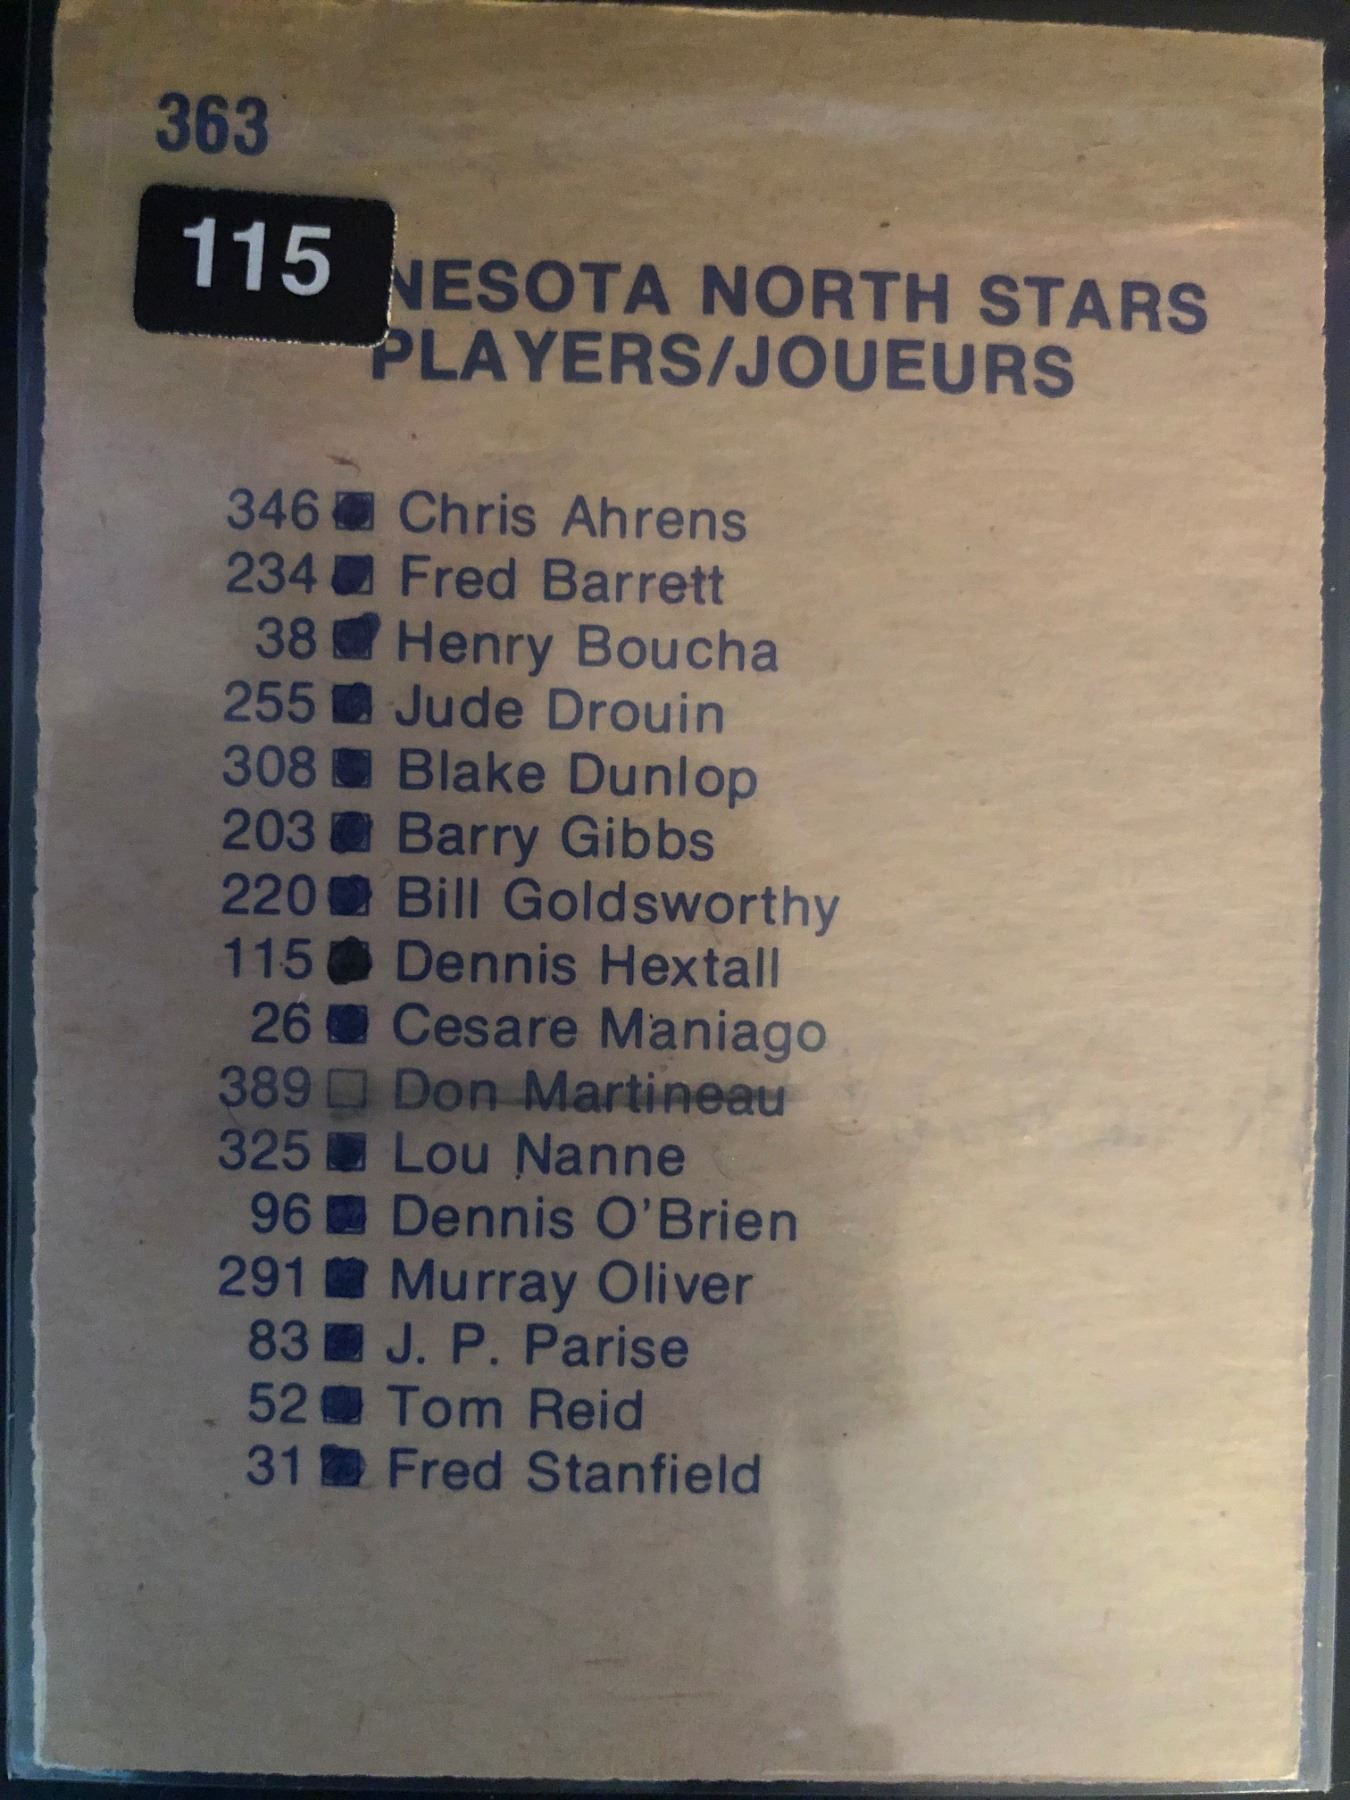 363
115
NESOTA NORTH STARS
PLAYERS/JOUEURS
346 Chris Ahrens
234 Fred Barrett
38 Henry Boucha
255 Jude Drouin
308 Blake Dunlop
203 Barry Gibbs
220 Bill Goldsworthy
115 Dennis Hextall
26 Cesare Maniago
389 Don Martineau
325 Lou Nanne
96 Dennis O'Brien
291 Murray Oliver
83 J. P. Parise
52 Tom Reid
31 Fred Stanfield